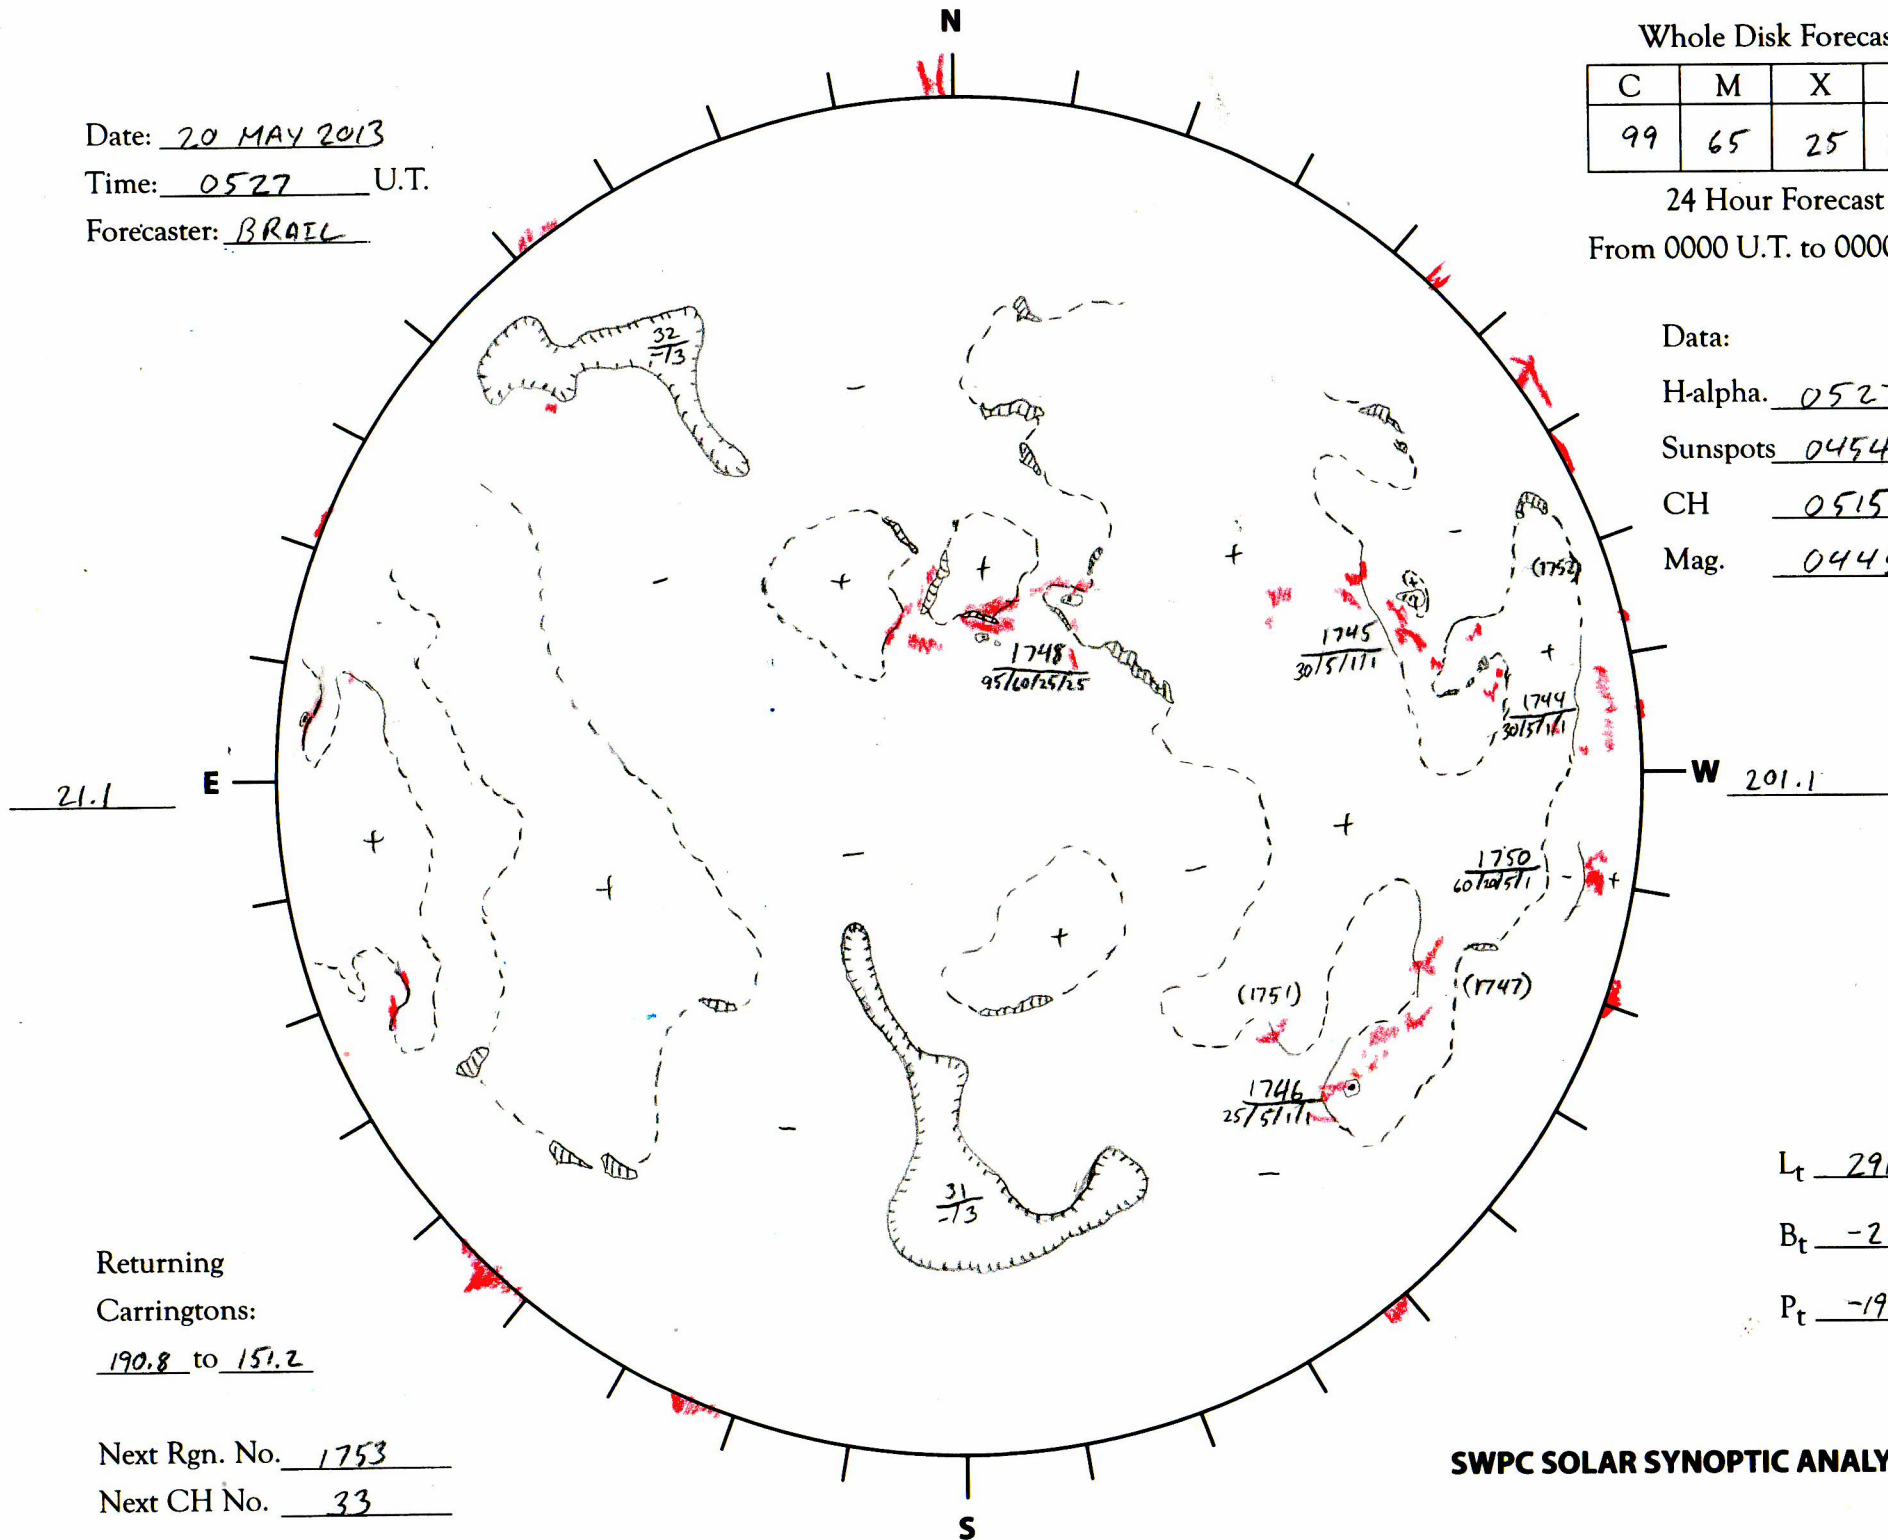 N
Whole Disk Forecas
C M X
99 65 25
24 Hour Forecast
From 0000 U.T. to 000
Date: 20 MAY 2013
Time: 0527 U.T.
Forecaster: BRAIL
Data:
H-alpha. 052
Sunspots 0454
CH 0515
Mag. 044
32
-/3
-
+
+
+
-
-
(1752)
+
+
1745
30/5/1/1
1748
95/60/25/25
1744
30/5/1/1
E
21.1
W 201.1
+
+
-
-
+
1750
60/20/5/1
-
+
+
(1751)
(1747)
1746
25/5/1/1
-
-
31
-/3
Lt 29
Bt -2
Pt -19
Returning
Carringtons:
190.8 to 151.2
Next Rgn. No. 1753
Next CH No. 33
SWPC SOLAR SYNOPTIC ANALY
S